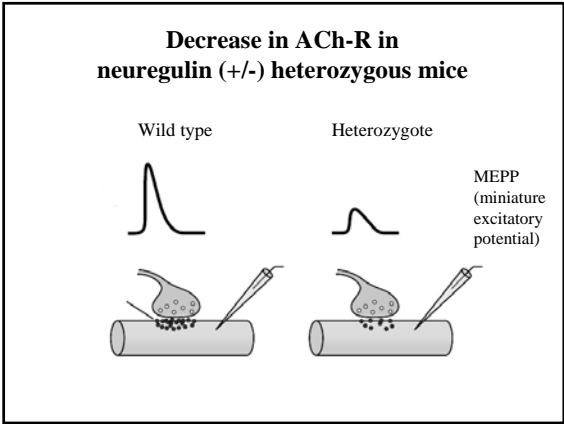 Decrease in ACh-R in
neuregulin (+/-) heterozygous mice
Wild type
Heterozygote
MEPP
(miniature
excitatory
potential)